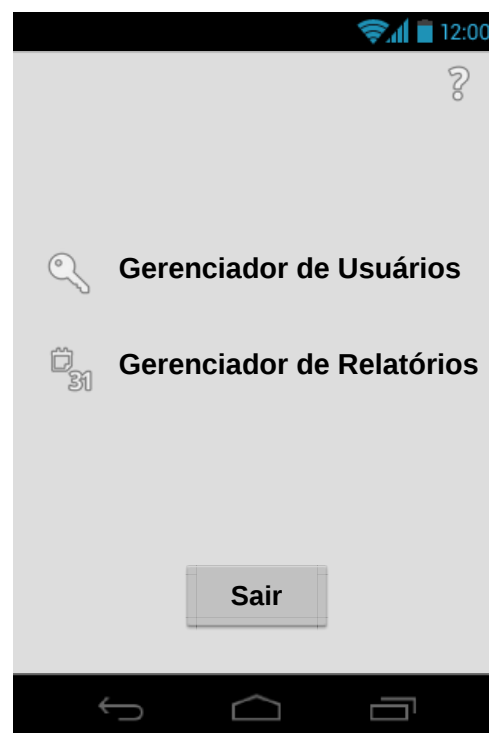 12:00
?
Gerenciador de Usuários
31
Gerenciador de Relatórios
Sair